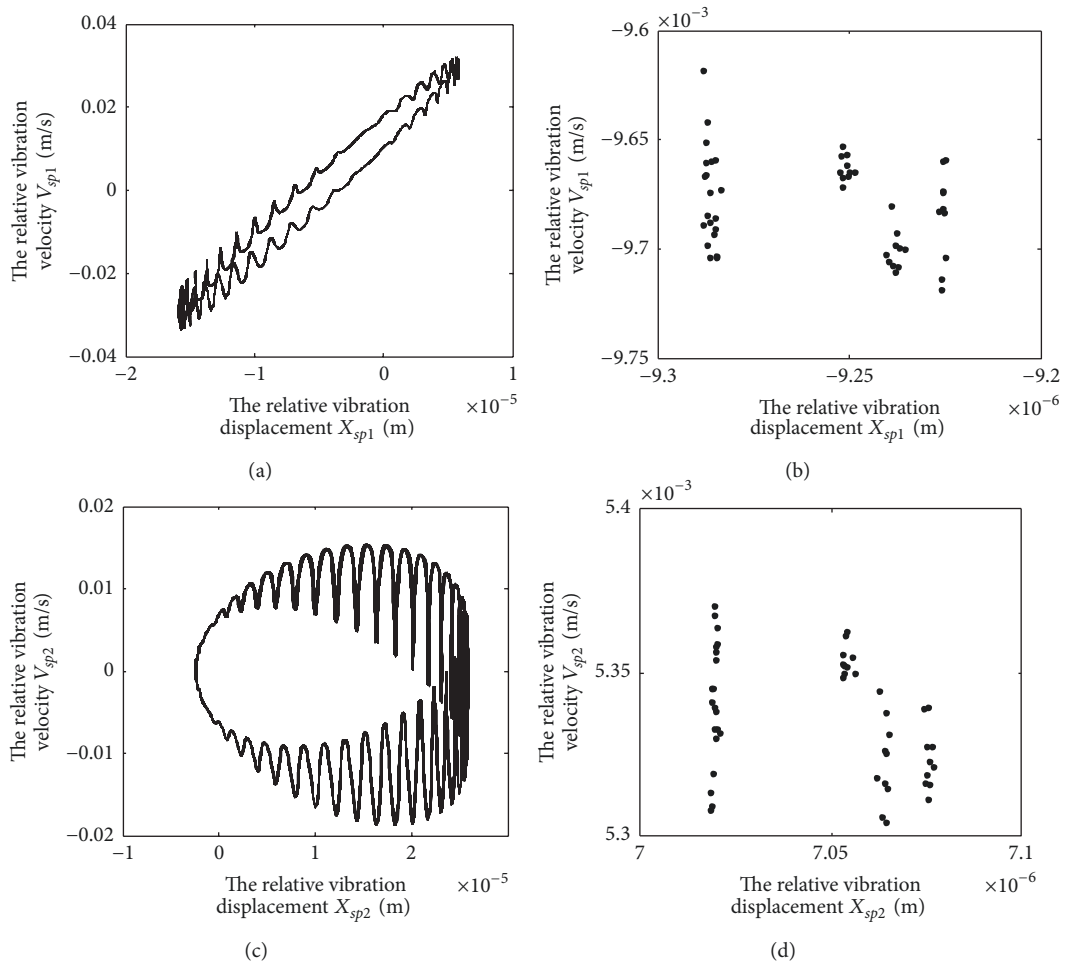 0.04
0.02
0
−0.02
−0.04
−2
−1
0
1
×10⁻⁵
The relative vibration
velocity V_sp1 (m/s)
The relative vibration
displacement X_sp1 (m)
(a)
×10⁻³
−9.6
−9.65
−9.7
−9.75
−9.3
−9.25
−9.2
×10⁻⁶
The relative vibration
velocity V_sp1 (m/s)
The relative vibration
displacement X_sp1 (m)
(b)
0.02
0.01
0
−0.01
−0.02
−1
0
1
2
×10⁻⁵
The relative vibration
velocity V_sp2 (m/s)
The relative vibration
displacement X_sp2 (m)
(c)
×10⁻³
5.4
5.35
5.3
7
7.05
7.1
×10⁻⁶
The relative vibration
velocity V_sp2 (m/s)
The relative vibration
displacement X_sp2 (m)
(d)